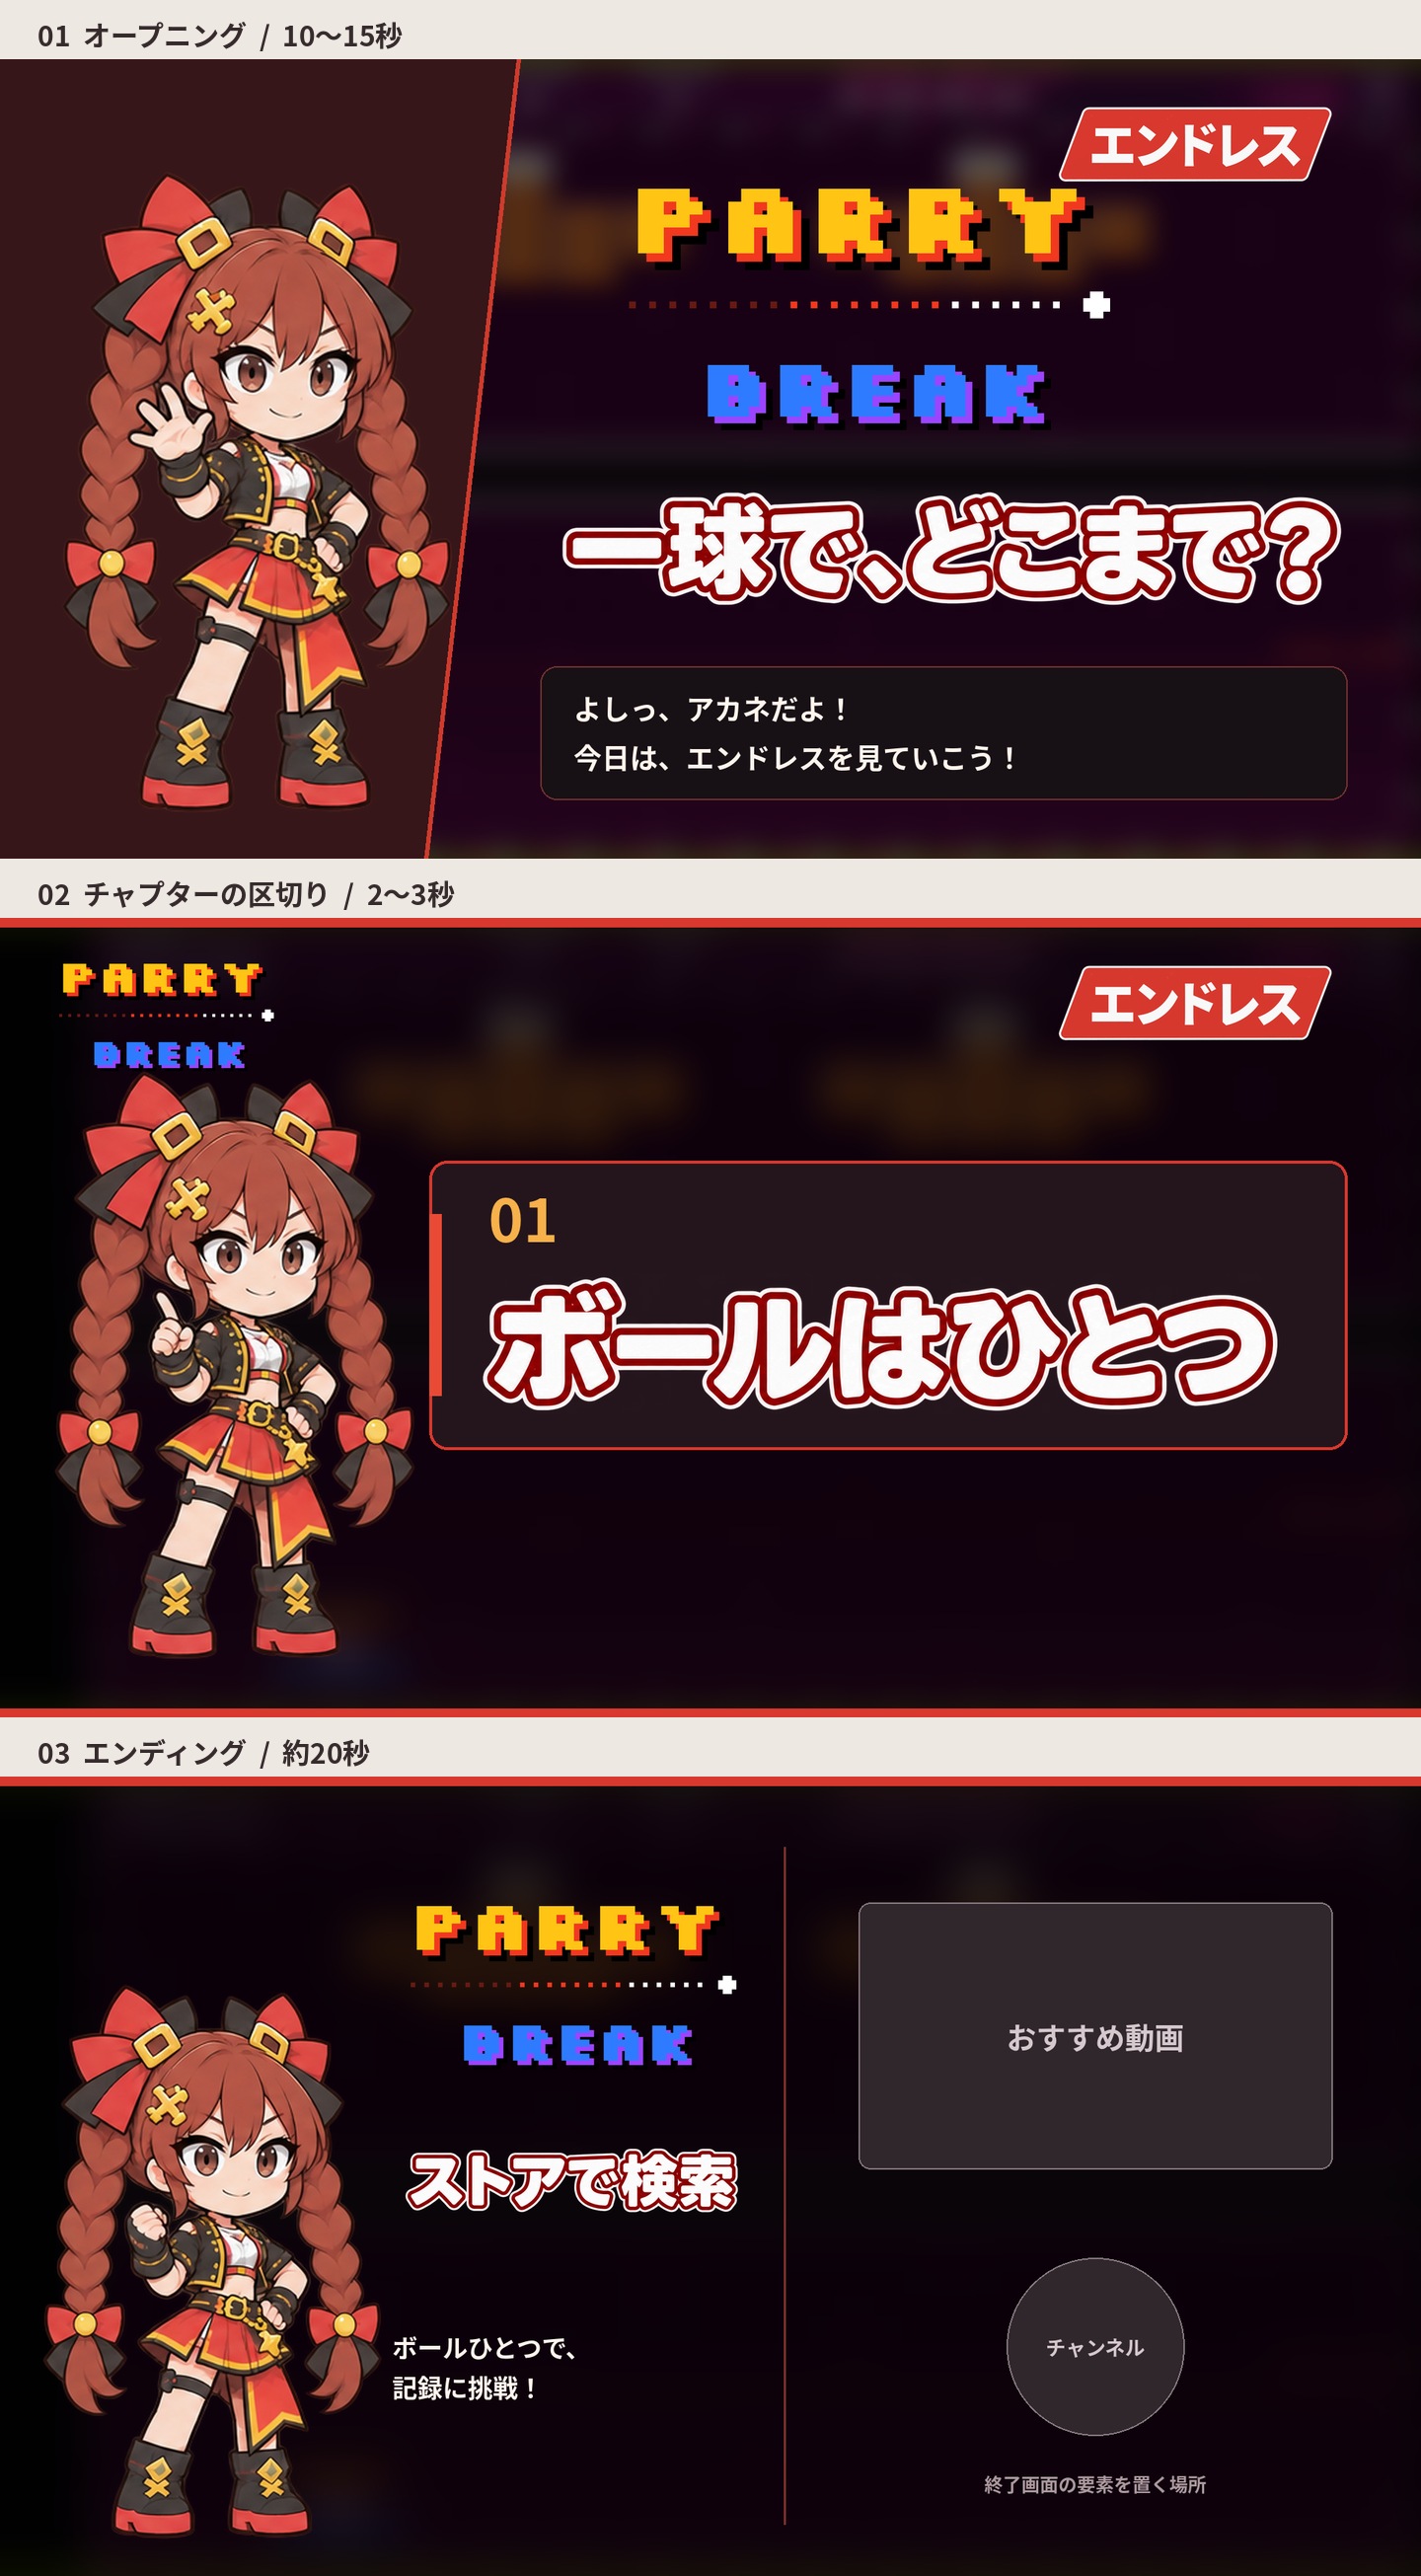 01 オープニング / 10〜15秒
エンドレス
PARRY
BREAK
一球で、どこまで?
よしっ、アカネだよ！
今日は、エンドレスを見ていこう！
02 チャプターの区切り / 2〜3秒
PARRY
BREAK
エンドレス
01
ボールはひとつ
03 エンディング / 約20秒
PARRY
BREAK
ストアで検索
ボールひとつで、
記録に挑戦！
おすすめ動画
チャンネル
終了画面の要素を置く場所